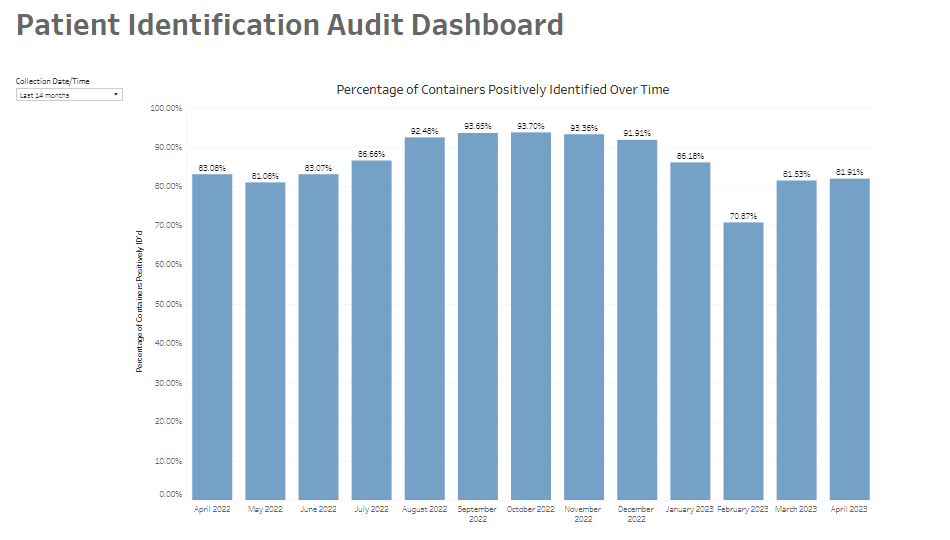 Patient Identification Audit Dashboard
Collection Date/Time
Last 14 months
Percentage of Containers Positively Identified Over Time
Percentage of Containers Positively ID'd
100.00%
90.00%
80.00%
70.00%
60.00%
50.00%
40.00%
30.00%
20.00%
10.00%
0.00%
83.08%
81.08%
83.07%
86.66%
92.48%
93.65%
93.70%
93.36%
91.91%
86.18%
70.87%
81.53%
81.91%
April 2022
May 2022
June 2022
July 2022
August 2022
September
2022
October 2022
November
2022
December
2022
January 2023
February 2023
March 2023
April 2023